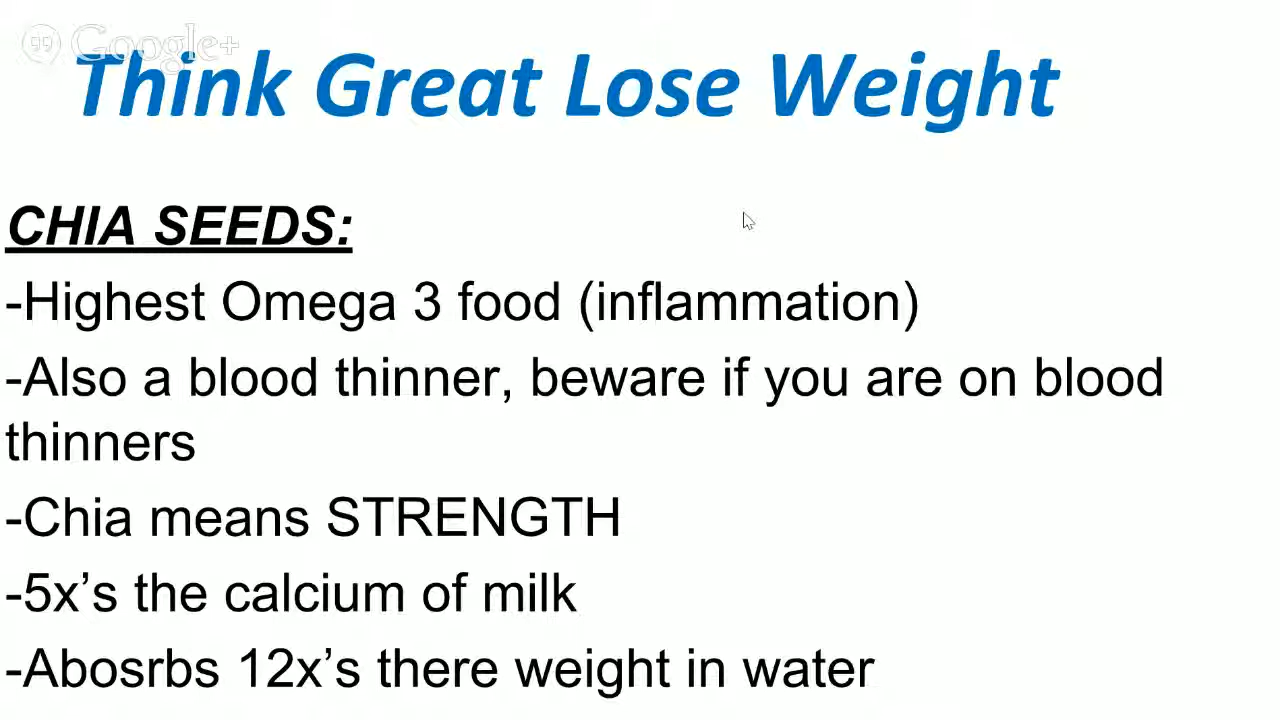 Google+
Think Great Lose Weight
CHIA SEEDS:
-Highest Omega 3 food (inflammation)
-Also a blood thinner, beware if you are on blood
thinners
-Chia means STRENGTH
-5x’s the calcium of milk
-Abosrbs 12x’s there weight in water